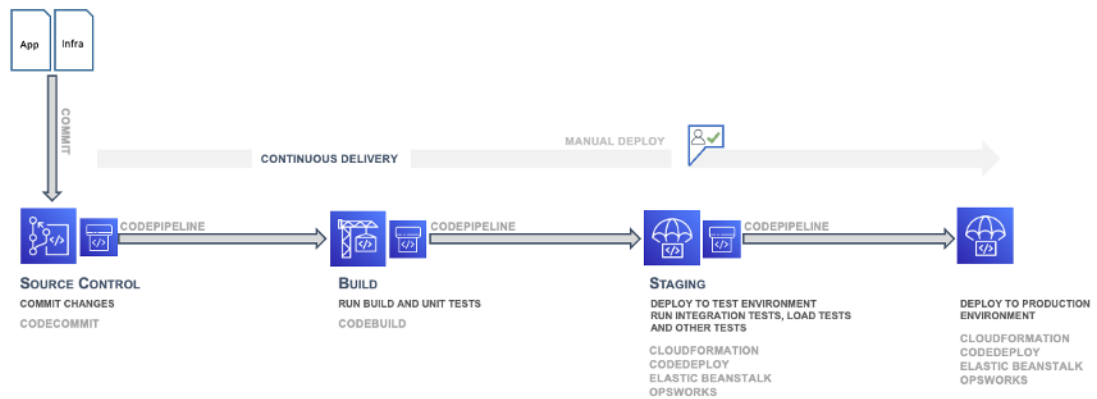 App
Infra
COMMIT
MANUAL DEPLOY
CONTINUOUS DELIVERY
CODEPIPELINE
CODEPIPELINE
CODEPIPELINE
SOURCE CONTROL
COMMIT CHANGES
CODECOMMIT
BUILD
RUN BUILD AND UNIT TESTS
CODEBUILD
STAGING
DEPLOY TO TEST ENVIRONMENT
RUN INTEGRATION TESTS, LOAD TESTS
AND OTHER TESTS
CLOUDFORMATION
CODEDEPLOY
ELASTIC BEANSTALK
OPSWORKS
DEPLOY TO PRODUCTION
ENVIRONMENT
CLOUDFORMATION
CODEDEPLOY
ELASTIC BEANSTALK
OPSWORKS